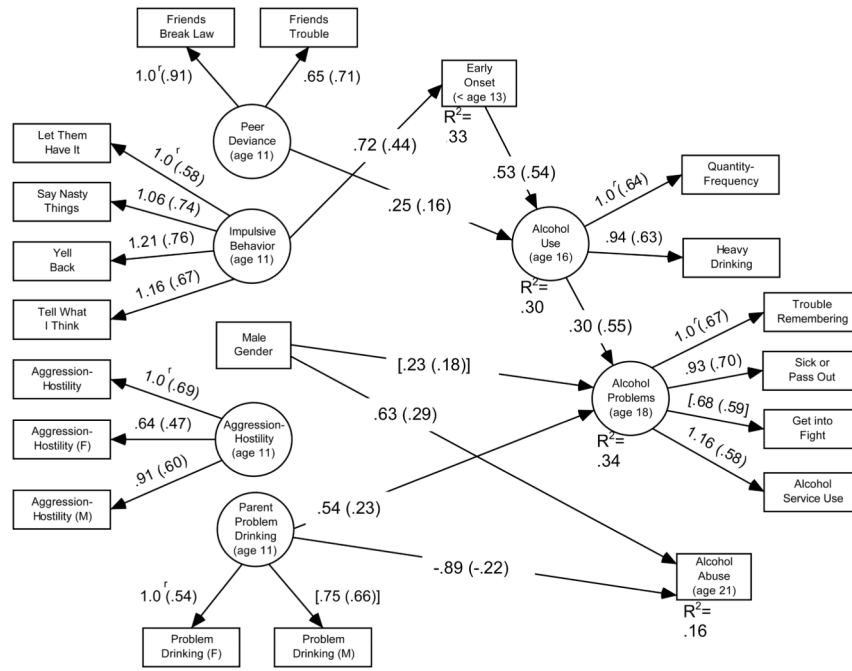 Friends
Break Law
Friends
Trouble
1.0 r (.91)
.65 (.71)
Early
Onset
(< age 13)
R²=
.33
Peer
Deviance
(age 11)
Let Them
Have It
1.0 r (.58)
.72 (.44)
.53 (.54)
Quantity-
Frequency
1.0 r (.64)
Say Nasty
Things
1.06 (.74)
.25 (.16)
Impulsive
Behavior
(age 11)
Alcohol
Use
(age 16)
.94 (.63)
Heavy
Drinking
Yell
Back
1.21 (.76)
R²=
.30
Tell What
I Think
1.16 (.67)
.30 (.55)
Trouble
Remembering
1.0 r (.67)
Male
Gender
[.23 (.18)]
.93 (.70)
Sick or
Pass Out
Aggression-
Hostility
1.0 r (.69)
.63 (.29)
Alcohol
Problems
(age 18)
[.68 (.59]
Get into
Fight
Aggression-
Hostility (F)
.64 (.47)
Aggression-
Hostility
(age 11)
R²=
.34
1.16 (.58)
Alcohol
Service Use
Aggression-
Hostility (M)
.91 (.60)
.54 (.23)
Parent
Problem
Drinking
(age 11)
-.89 (-.22)
Alcohol
Abuse
(age 21)
R²=
.16
1.0 r (.54)
[.75 (.66)]
Problem
Drinking (F)
Problem
Drinking (M)